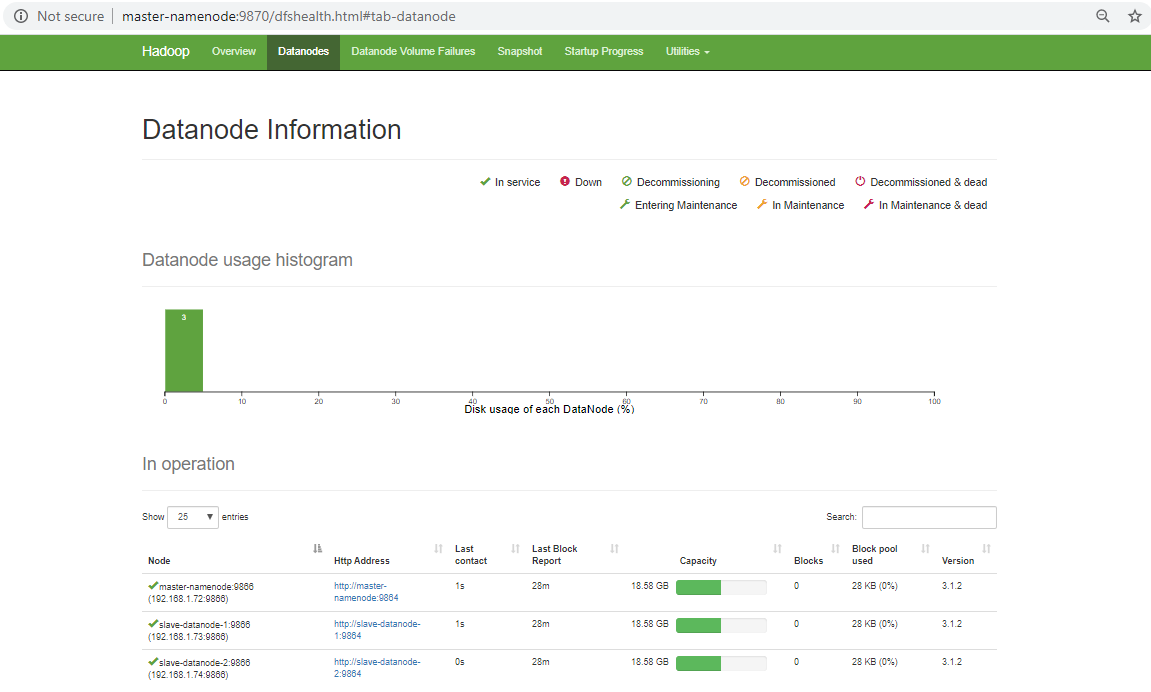 Not secure | master-namenode:9870/dfshealth.html#tab-datanode
Hadoop Overview Datanodes Datanode Volume Failures Snapshot Startup Progress Utilities
Datanode Information
In service Down Decommissioning Decommissioned Decommissioned & dead
Entering Maintenance In Maintenance In Maintenance & dead
Datanode usage histogram
3
0 10 20 30 40 50 60 70 80 90 100
Disk usage of each DataNode (%)
In operation
Show 25 entries Search:
Node Http Address Last contact Last Block Report Capacity Blocks Block pool used Version
master-namenode:9866 http://master- 1s 28m 18.58 GB 0 28 KB (0%) 3.1.2
(192.168.1.72:9866) namenode:9864
slave-datanode-1:9866 http://slave-datanode- 1s 28m 18.58 GB 0 28 KB (0%) 3.1.2
(192.168.1.73:9866) 1:9864
slave-datanode-2:9866 http://slave-datanode- 0s 28m 18.58 GB 0 28 KB (0%) 3.1.2
(192.168.1.74:9866) 2:9864